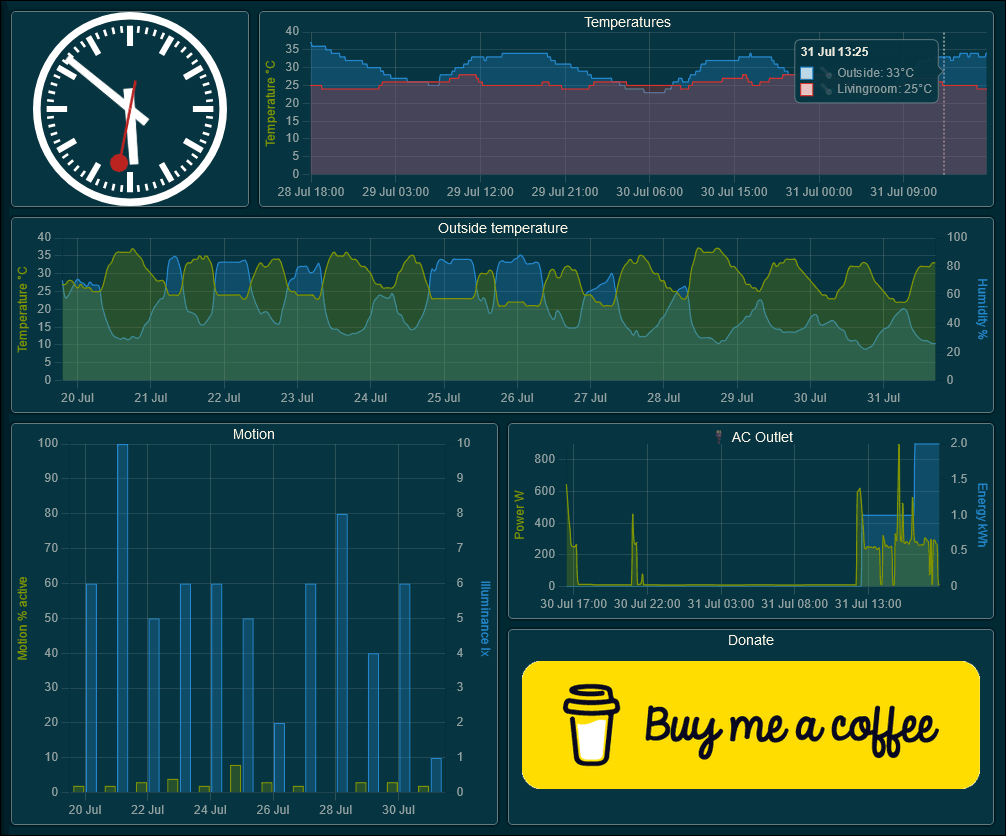 Temperatures
Temperature °C
40
35
30
25
20
15
10
5
0
31 Jul 13:25
Outside: 33°C
Livingroom: 25°C
28 Jul 18:00 29 Jul 03:00 29 Jul 12:00 29 Jul 21:00 30 Jul 06:00 30 Jul 15:00 31 Jul 00:00 31 Jul 09:00
Outside temperature
Temperature °C
40
35
30
25
20
15
10
5
0
100
80
60
40
20
0
Humidity %
20 Jul 21 Jul 22 Jul 23 Jul 24 Jul 25 Jul 26 Jul 27 Jul 28 Jul 29 Jul 30 Jul 31 Jul
Motion
Motion % active
100
90
80
70
60
50
40
30
20
10
0
10
9
8
7
6
5
4
3
2
1
0
Illuminance lx
20 Jul 22 Jul 24 Jul 26 Jul 28 Jul 30 Jul
AC Outlet
Power W
800
600
400
200
0
2.0
1.5
1.0
0.5
0
Energy kWh
30 Jul 17:00 30 Jul 22:00 31 Jul 03:00 31 Jul 08:00 31 Jul 13:00
Donate
Buy me a coffee